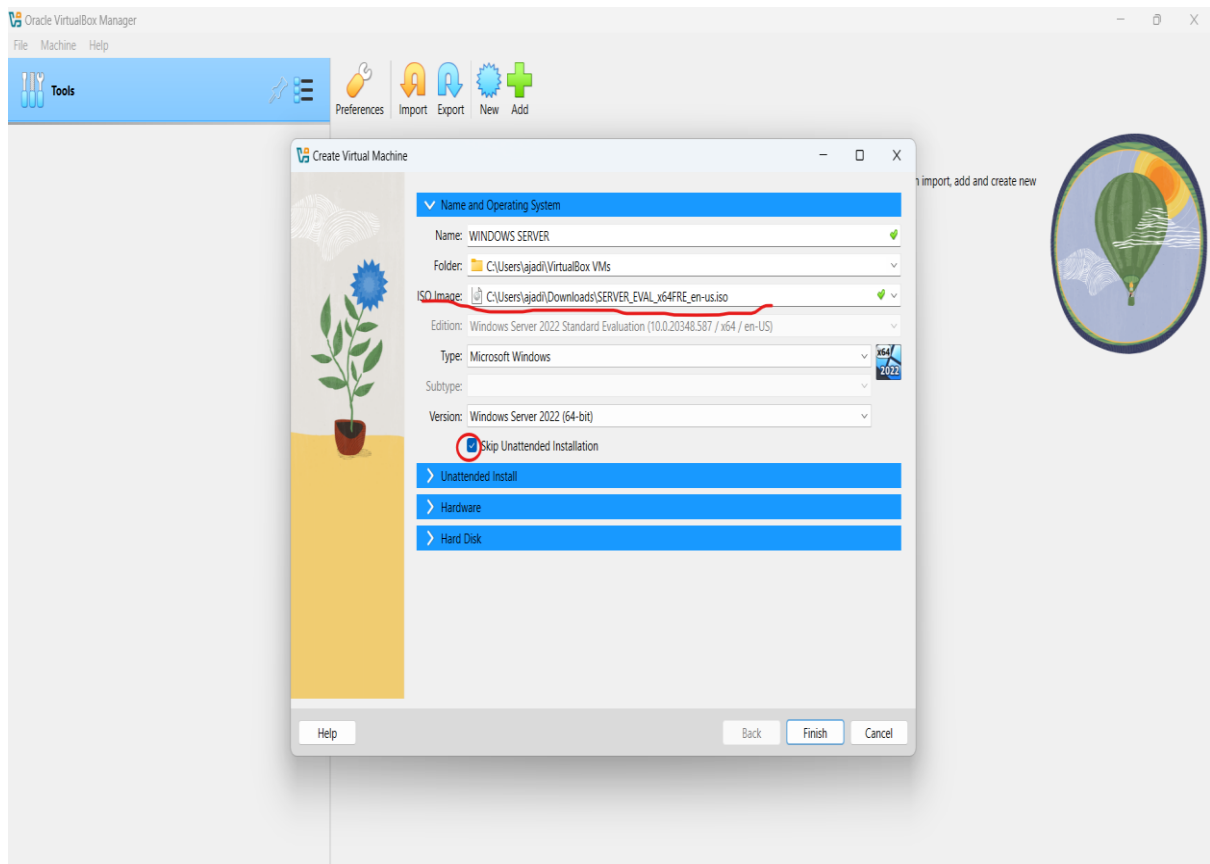 Oracle VirtualBox Manager
File Machine Help
Tools
Preferences Import Export New Add
Create Virtual Machine
import, add and create new
Name and Operating System
Name: WINDOWS SERVER
Folder: C:\Users\ajadi\VirtualBox VMs
ISO Image: C:\Users\ajadi\Downloads\SERVER_EVAL_x64FRE_en-us.iso
Edition: Windows Server 2022 Standard Evaluation (10.0.20348.587 / x64 / en-US)
Type: Microsoft Windows
x64
2022
Subtype:
Version: Windows Server 2022 (64-bit)
Skip Unattended Installation
Unattended Install
Hardware
Hard Disk
Help Back Finish Cancel